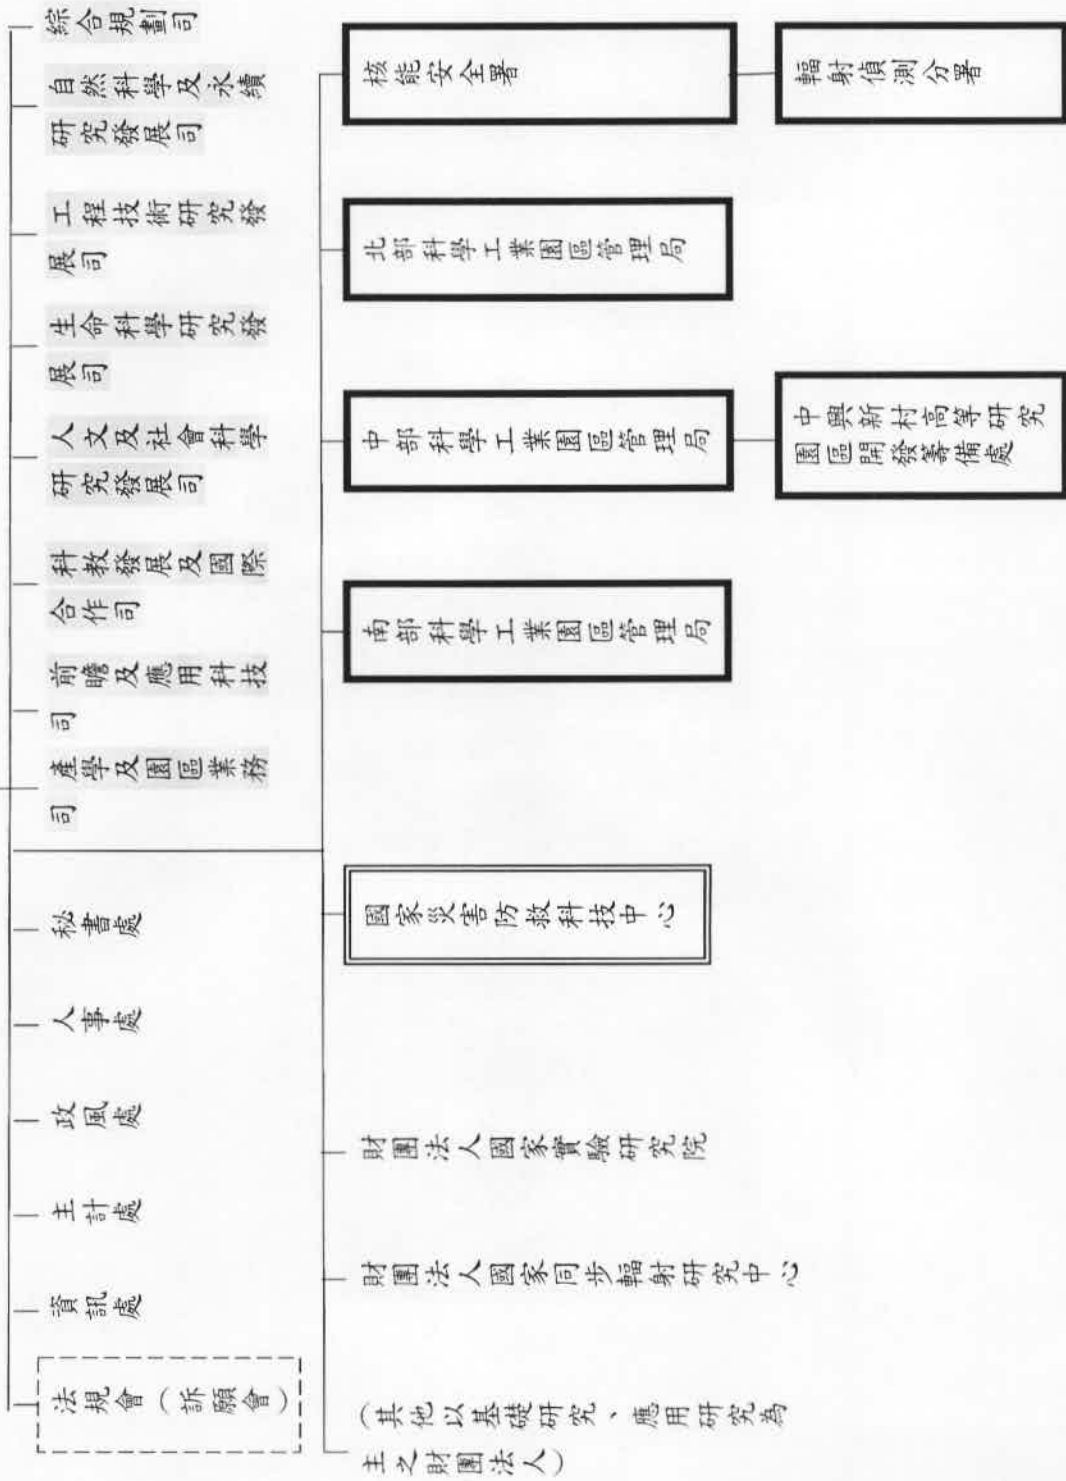 綜合規劃司
自然科學及永續
研究發展司
工程技術研究發
展司
生命科學研究發
展司
人文及社會科學
研究發展司
科教發展及國際
合作司
前瞻及應用科技
司
產學及園區業務
司
秘書處
人事處
政風處
主計處
資訊處
法規會（訴願會）
核能安全署
輻射偵測分署
北部科學工業園區管理局
中部科學工業園區管理局
中興新村高等研究
園區開發籌備處
南部科學工業園區管理局
國家災害防救科技中心
財團法人國家實驗研究院
財團法人國家同步輻射研究中心
（其他以基礎研究、應用研究為
主之財團法人）